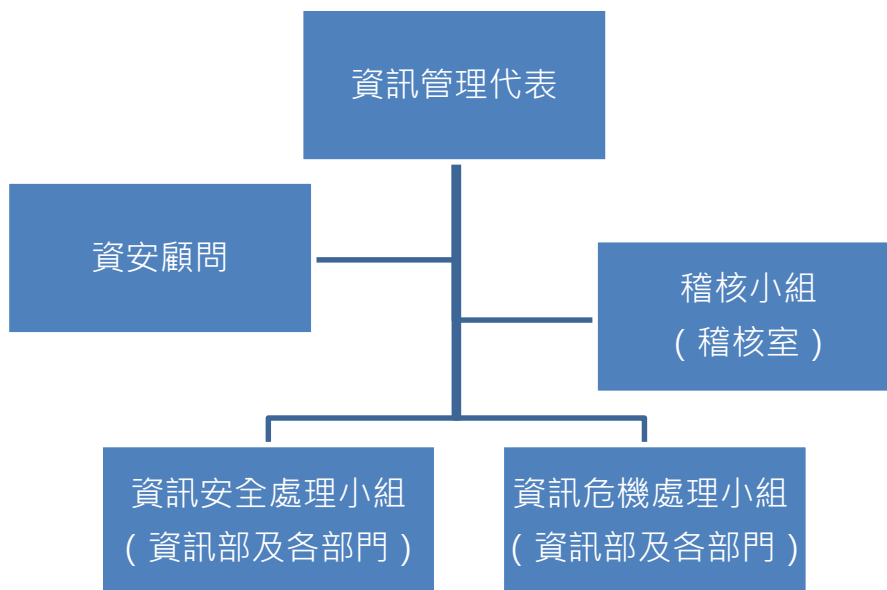 資訊管理代表
資安顧問
稽核小組
（稽核室）
資訊安全處理小組
（資訊部及各部門）
資訊危機處理小組
（資訊部及各部門）